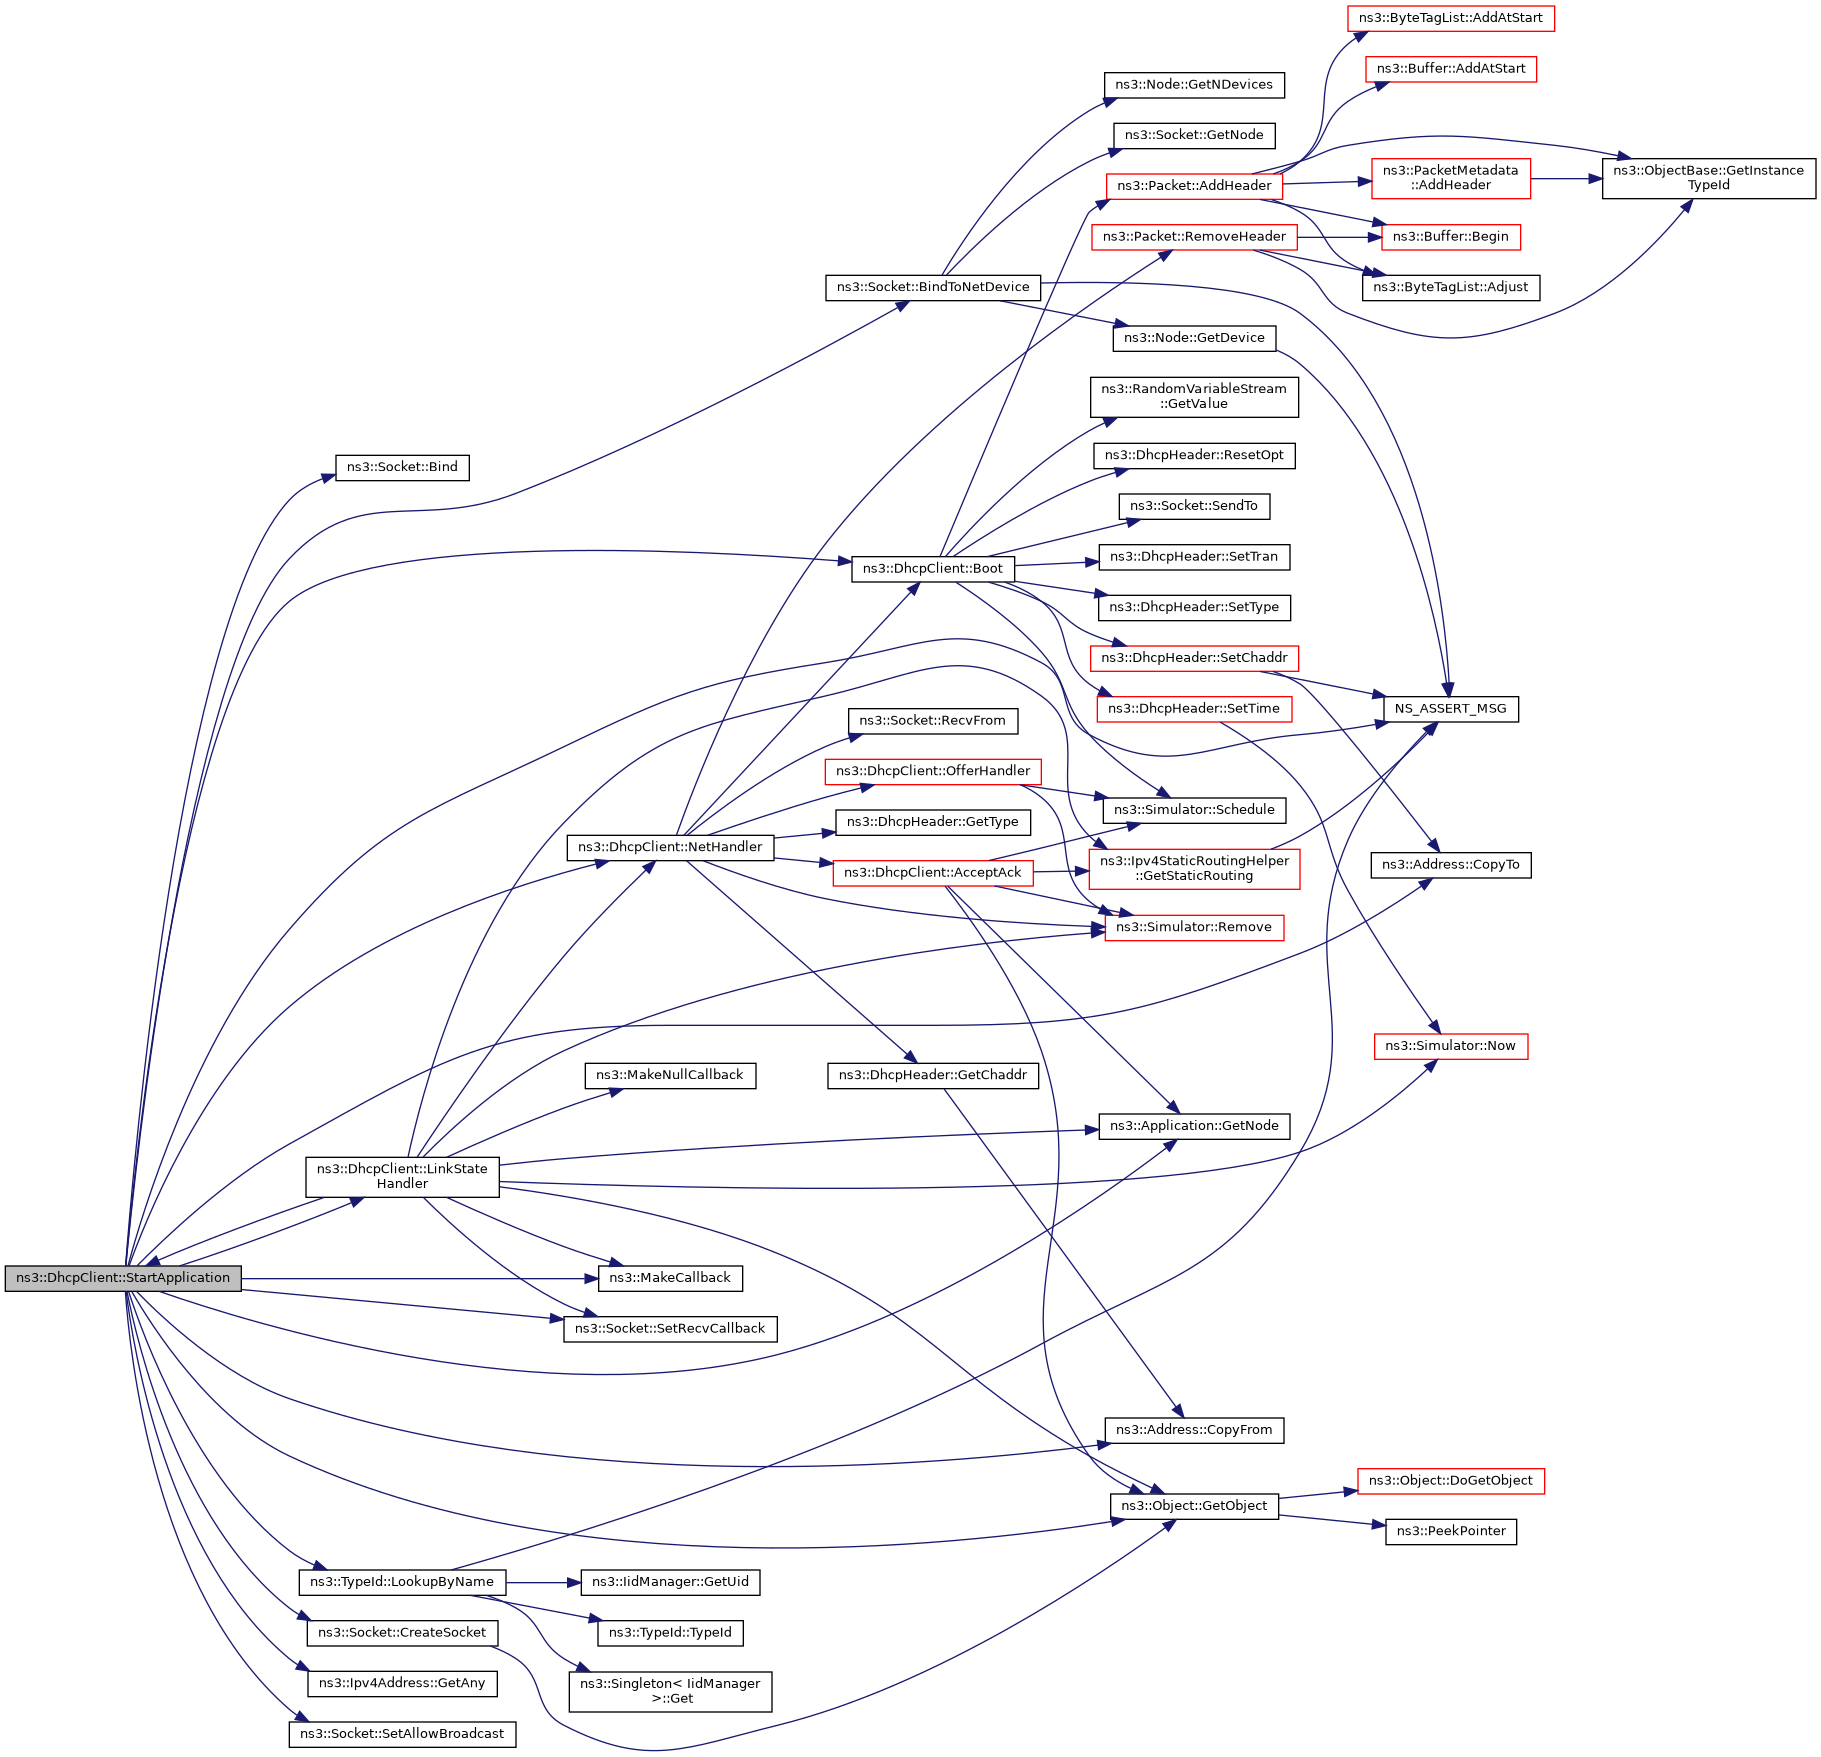 ns3::ByteTagList::AddAtStart
ns3::Buffer::AddAtStart
ns3::Node::GetNDevices
ns3::Socket::GetNode
ns3::PacketMetadata
::AddHeader
ns3::ObjectBase::GetInstance
TypeId
ns3::Packet::AddHeader
ns3::Packet::RemoveHeader
ns3::Buffer::Begin
ns3::Socket::BindToNetDevice
ns3::ByteTagList::Adjust
ns3::Node::GetDevice
ns3::RandomVariableStream
::GetValue
ns3::DhcpHeader::ResetOpt
ns3::Socket::Bind
ns3::Socket::SendTo
ns3::DhcpHeader::SetTran
ns3::DhcpClient::Boot
ns3::DhcpHeader::SetType
ns3::DhcpHeader::SetChaddr
ns3::DhcpHeader::SetTime
NS_ASSERT_MSG
ns3::Socket::RecvFrom
ns3::DhcpClient::OfferHandler
ns3::Simulator::Schedule
ns3::DhcpHeader::GetType
ns3::DhcpClient::NetHandler
ns3::DhcpClient::AcceptAck
ns3::Ipv4StaticRoutingHelper
::GetStaticRouting
ns3::Address::CopyTo
ns3::Simulator::Remove
ns3::Simulator::Now
ns3::MakeNullCallback
ns3::DhcpHeader::GetChaddr
ns3::Application::GetNode
ns3::DhcpClient::LinkState
Handler
ns3::DhcpClient::StartApplication
ns3::MakeCallback
ns3::Socket::SetRecvCallback
ns3::Address::CopyFrom
ns3::Object::DoGetObject
ns3::Object::GetObject
ns3::PeekPointer
ns3::TypeId::LookupByName
ns3::IidManager::GetUid
ns3::Socket::CreateSocket
ns3::TypeId::TypeId
ns3::Ipv4Address::GetAny
ns3::Singleton< IidManager
>::Get
ns3::Socket::SetAllowBroadcast